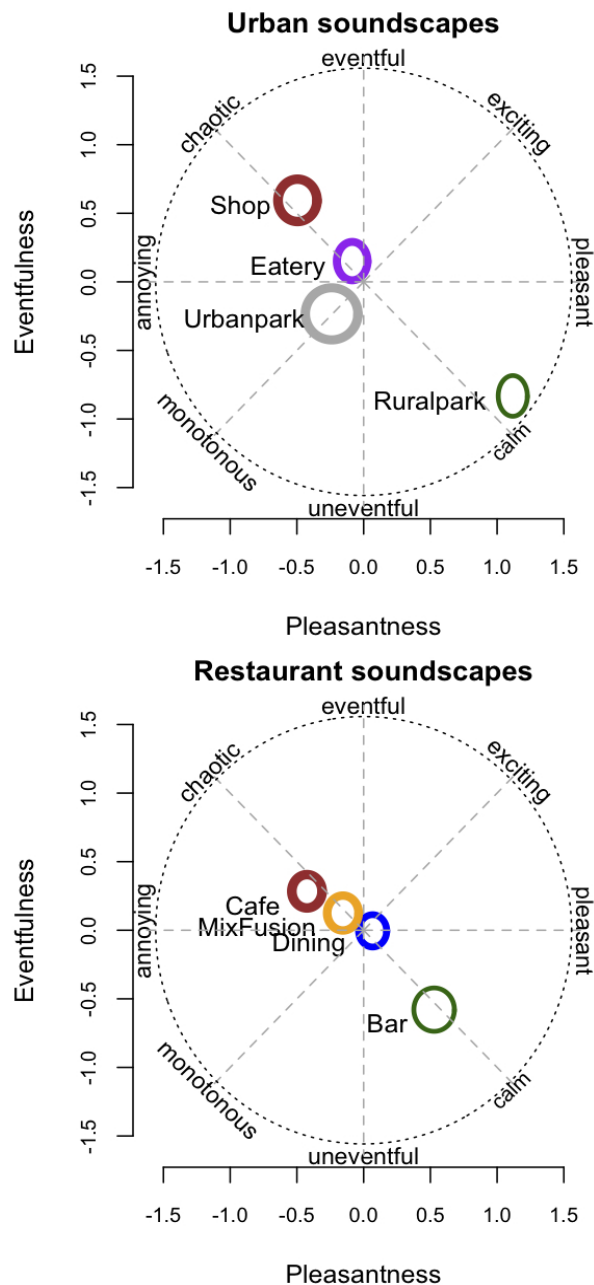 Urban soundscapes
eventful
chaotic
exciting
Shop
Eatery
annoying
pleasant
Urbanpark
Ruralpark
monotonous
calm
uneventful
Eventfulness
1.5
1.0
0.5
0.0
-0.5
-1.0
-1.5
-1.5 -1.0 -0.5 0.0 0.5 1.0 1.5
Pleasantness
Restaurant soundscapes
eventful
chaotic
exciting
Cafe
MixFusion
Dining
annoying
pleasant
Bar
monotonous
calm
uneventful
Eventfulness
1.5
1.0
0.5
0.0
-0.5
-1.0
-1.5
-1.5 -1.0 -0.5 0.0 0.5 1.0 1.5
Pleasantness